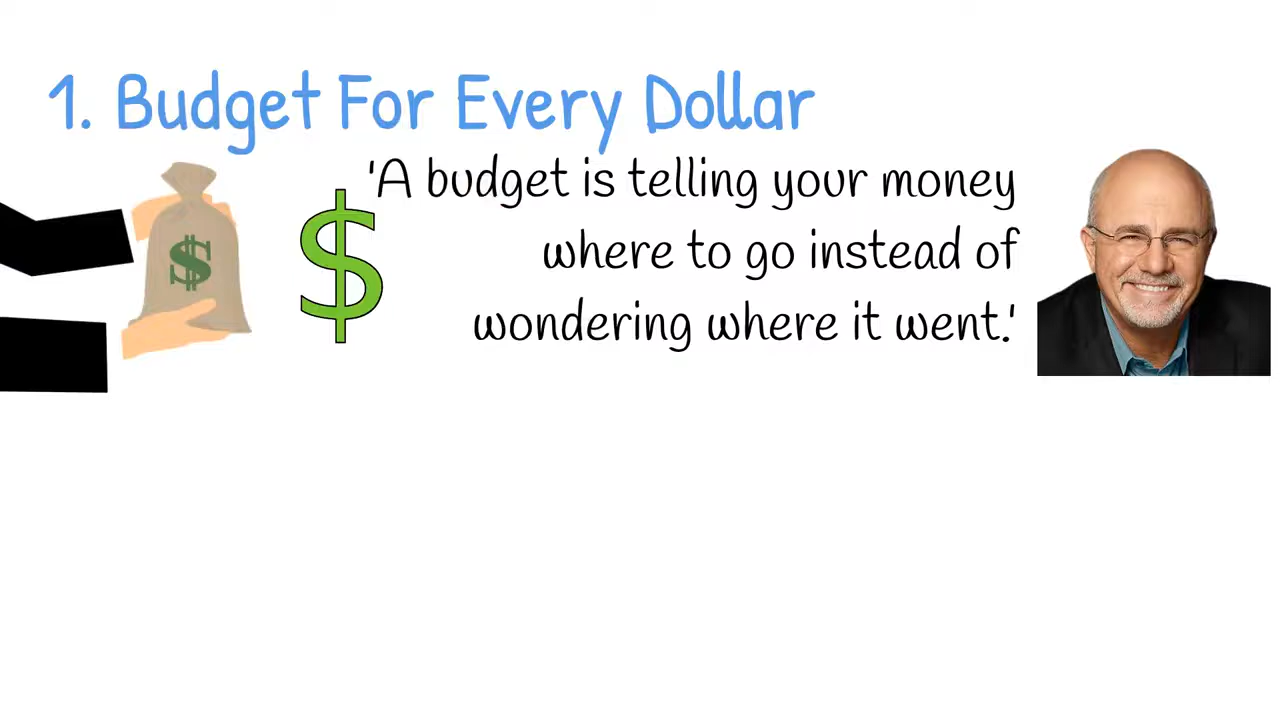 1. Budget For Every Dollar
'A budget is telling your money
where to go instead of
wondering where it went.'
$
$